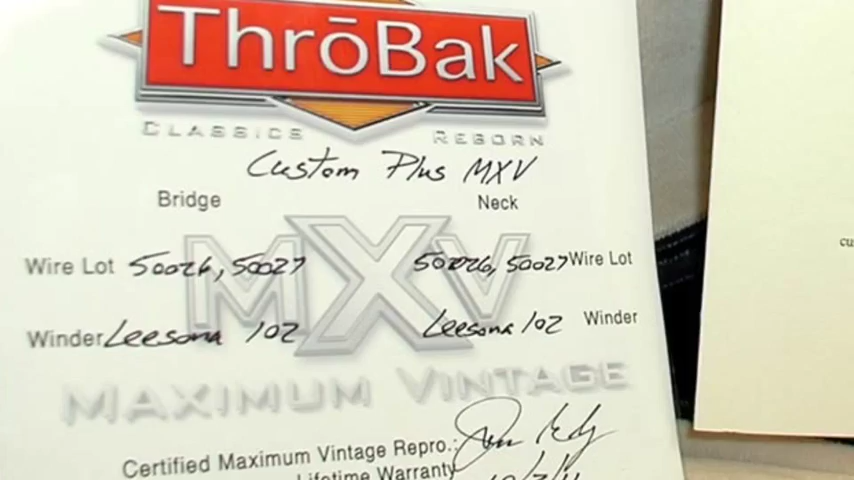 ThrōBak
CLASSICS REBORN
Custom Plus MXV
Bridge Neck
MXV
Wire Lot 50026, 50027 50026, 50027 Wire Lot
Winder Leesona 102 Leesona 102 Winder
MAXIMUM VINTAGE
Certified Maximum Vintage Repro.:
Lifetime Warranty
cu